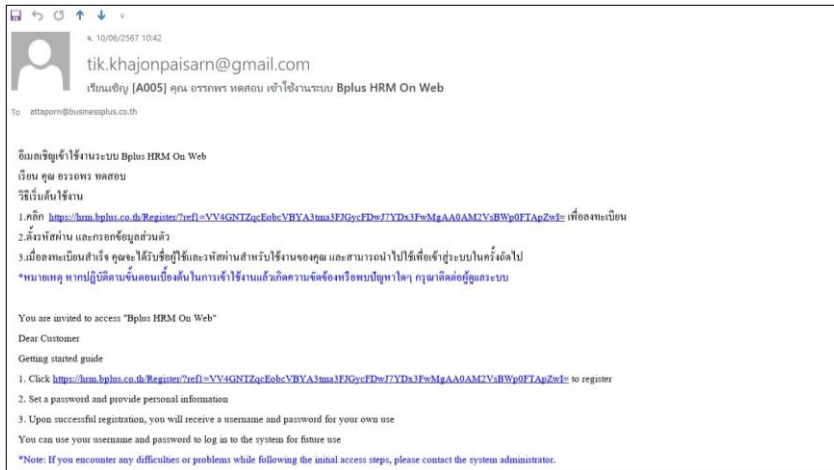 จ. 10/06/2567 10:42
tik.khajonpaisarn@gmail.com
เรียนเชิญ [A005] คุณ อรรถพร ทดสอบ เข้าใช้งานระบบ Bplus HRM On Web
To attaporn@businessplus.co.th
อีเมลเชิญเข้าใช้งานระบบ Bplus HRM On Web
เรียน คุณ อรรถพร ทดสอบ
วิธีเริ่มต้นใช้งาน
1.คลิก https://hrm.bplus.co.th/Register/?ref1=VV4GNTZqcEobcVBYA3tma3FJGycFDwJ7YDx3FwMgAA0AM2VsBWp0FTApZwI= เพื่อลงทะเบียน
2.ตั้งรหัสผ่าน และกรอกข้อมูลส่วนตัว
3.เมื่อลงทะเบียนสำเร็จ คุณจะได้รับชื่อผู้ใช้และรหัสผ่านสำหรับใช้งานของคุณ และสามารถนำไปใช้เพื่อเข้าสู่ระบบในครั้งถัดไป
*หมายเหตุ หากปฏิบัติตามขั้นตอนเบื้องต้นในการเข้าใช้งานแล้วเกิดความขัดข้องหรือพบปัญหาใดๆ กรุณาติดต่อผู้ดูแลระบบ
You are invited to access "Bplus HRM On Web"
Dear Customer
Getting started guide
1. Click https://hrm.bplus.co.th/Register/?ref1=VV4GNTZqcEobcVBYA3tma3FJGycFDwJ7YDx3FwMgAA0AM2VsBWp0FTApZwI= to register
2. Set a password and provide personal information
3. Upon successful registration, you will receive a username and password for your own use
You can use your username and password to log in to the system for future use
*Note: If you encounter any difficulties or problems while following the initial access steps, please contact the system administrator.